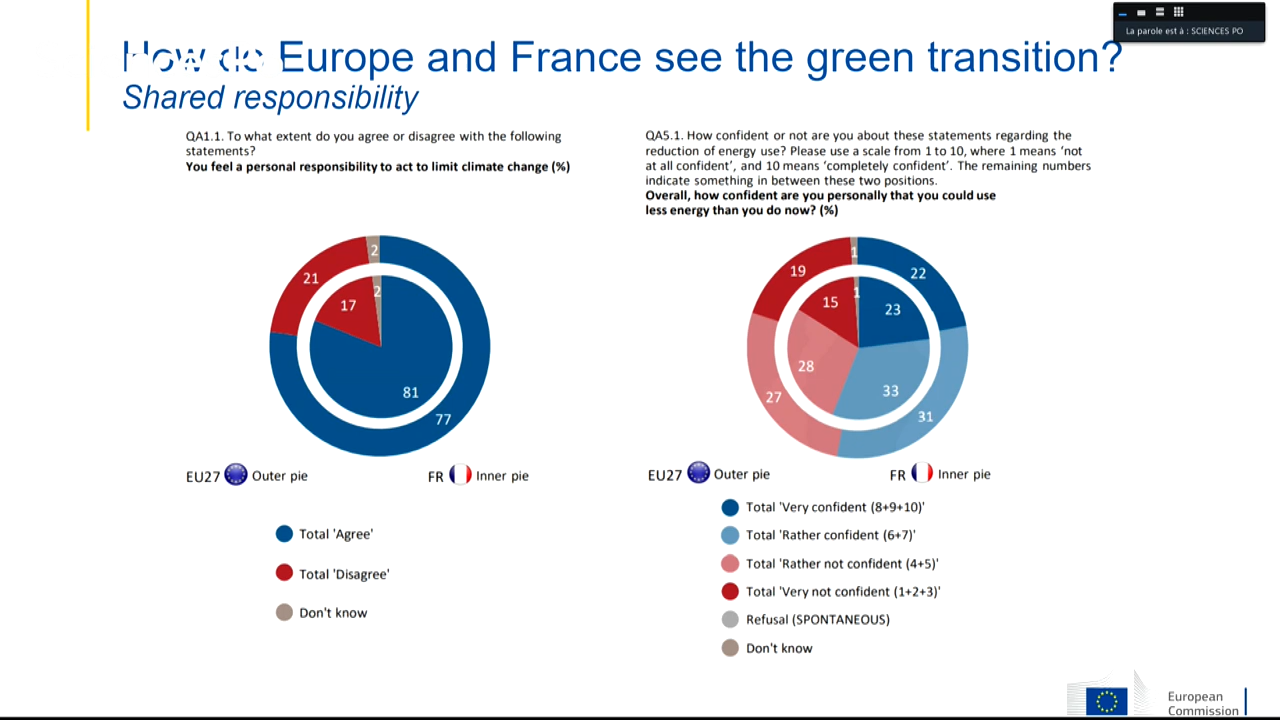 La parole est à : SCIENCES PO
How do Europe and France see the green transition?
Shared responsibility
QA1.1. To what extent do you agree or disagree with the following
statements?
You feel a personal responsibility to act to limit climate change (%)
2
21
2
17
81
77
EU27 Outer pie
FR Inner pie
Total 'Agree'
Total 'Disagree'
Don't know
QA5.1. How confident or not are you about these statements regarding the
reduction of energy use? Please use a scale from 1 to 10, where 1 means 'not
at all confident', and 10 means 'completely confident'. The remaining numbers
indicate something in between these two positions.
Overall, how confident are you personally that you could use
less energy than you do now? (%)
1
19
22
1
15
23
28
33
27
31
EU27 Outer pie
FR Inner pie
Total 'Very confident (8+9+10)'
Total 'Rather confident (6+7)'
Total 'Rather not confident (4+5)'
Total 'Very not confident (1+2+3)'
Refusal (SPONTANEOUS)
Don't know
European
Commission